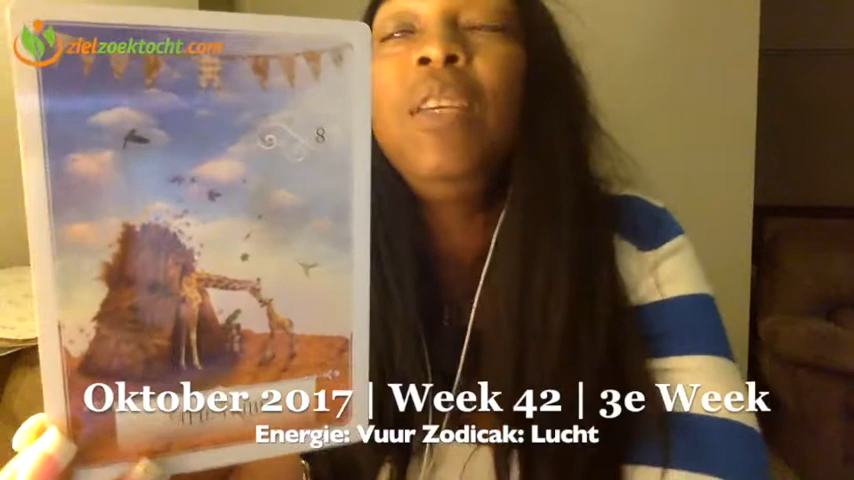 zielzoektocht.com
8
Oktober 2017 | Week 42 | 3e Week
Energie: Vuur Zodicak: Lucht